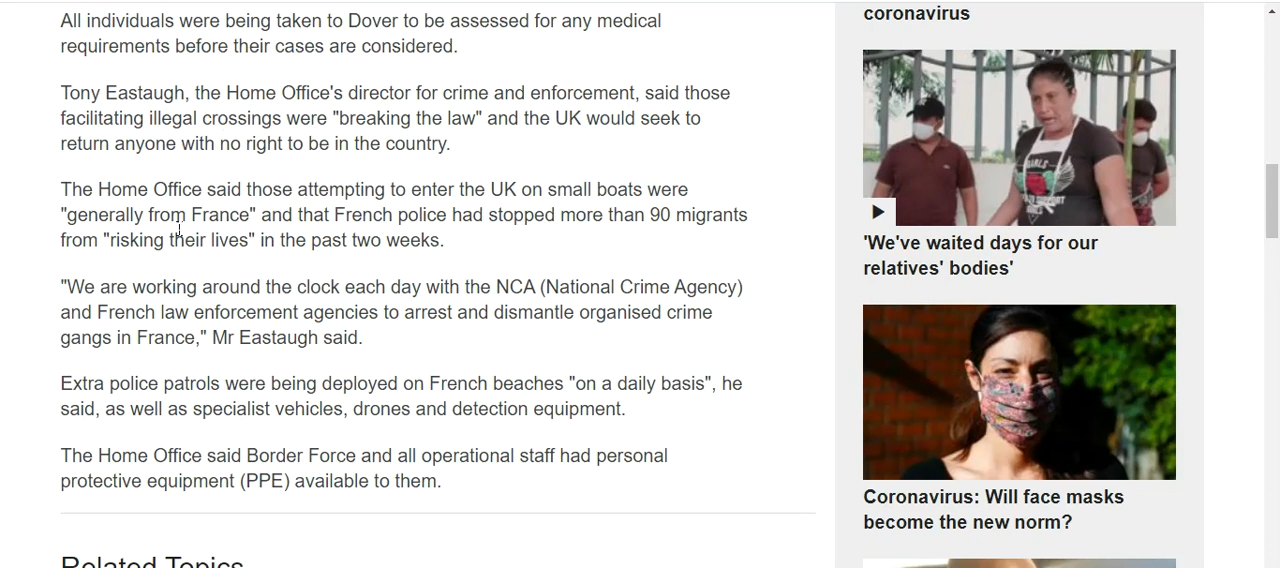 All individuals were being taken to Dover to be assessed for any medical
requirements before their cases are considered.
Tony Eastaugh, the Home Office's director for crime and enforcement, said those
facilitating illegal crossings were "breaking the law" and the UK would seek to
return anyone with no right to be in the country.
The Home Office said those attempting to enter the UK on small boats were
"generally from France" and that French police had stopped more than 90 migrants
from "risking their lives" in the past two weeks.
"We are working around the clock each day with the NCA (National Crime Agency)
and French law enforcement agencies to arrest and dismantle organised crime
gangs in France," Mr Eastaugh said.
Extra police patrols were being deployed on French beaches "on a daily basis", he
said, as well as specialist vehicles, drones and detection equipment.
The Home Office said Border Force and all operational staff had personal
protective equipment (PPE) available to them.
Related Topics
coronavirus
'We've waited days for our
relatives' bodies'
Coronavirus: Will face masks
become the new norm?